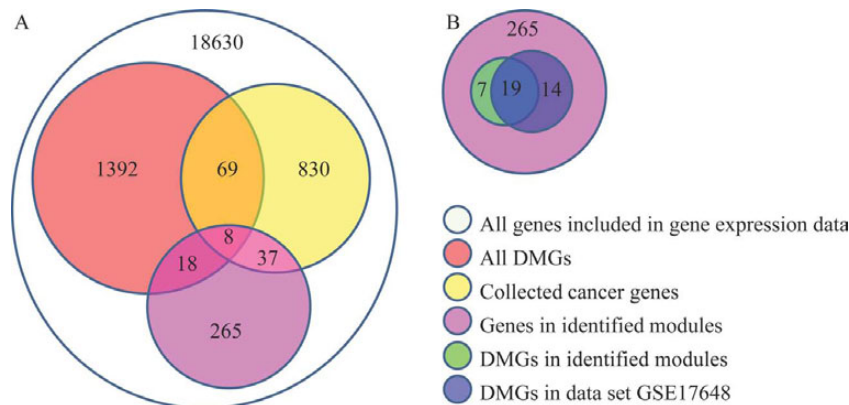 A
18630
1392
69
830
8
18
37
265
B
265
7
19
14
All genes included in gene expression data
All DMGs
Collected cancer genes
Genes in identified modules
DMGs in identified modules
DMGs in data set GSE17648